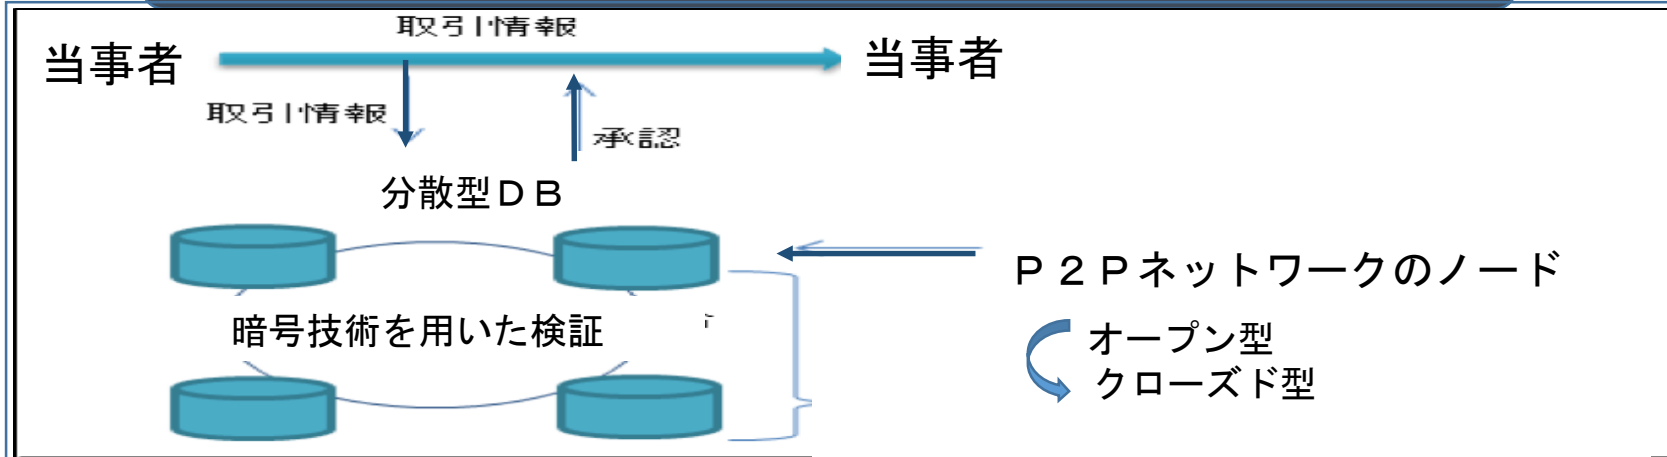 取引情報
当事者
当事者
取引情報
承認
分散型ＤＢ
Ｐ２Ｐネットワークのノード
暗号技術を用いた検証
オープン型
クローズド型